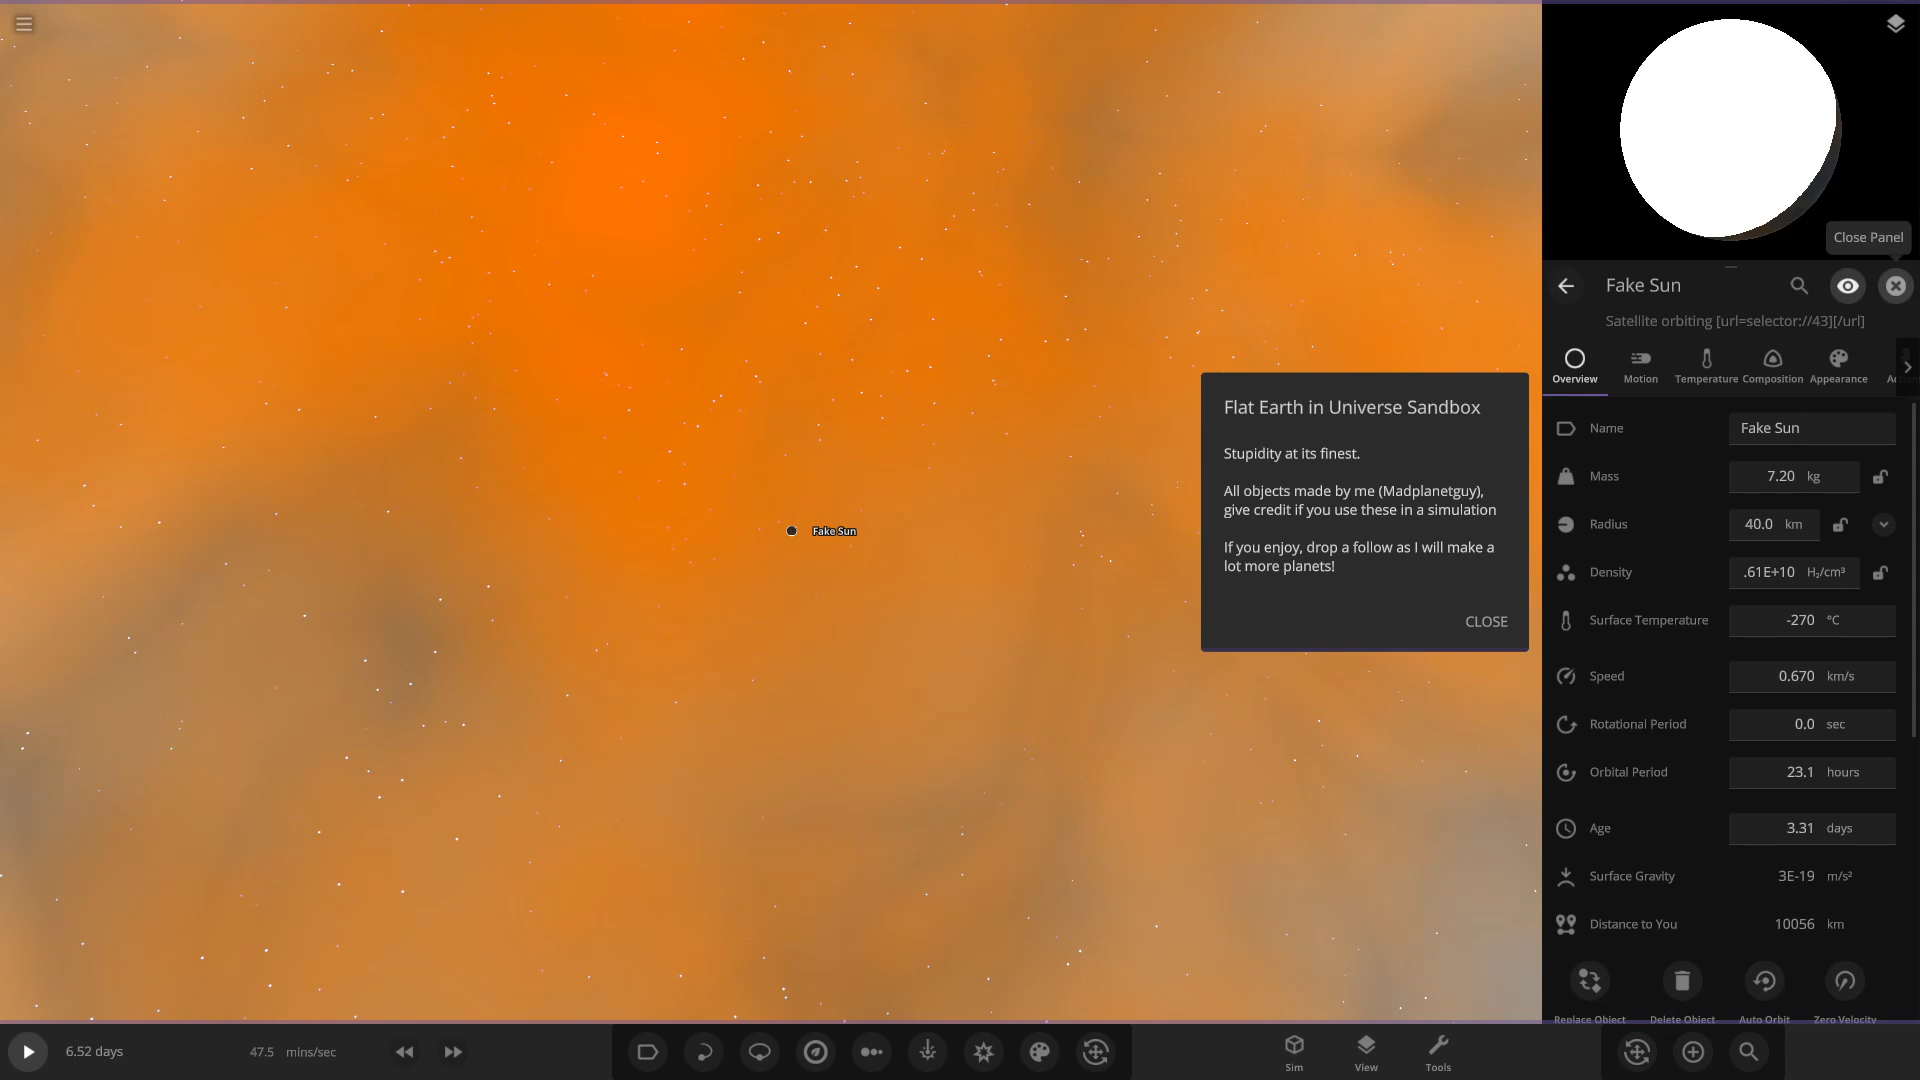 Close Panel
Fake Sun
Satellite orbiting [url=selector://43][/url]
Overview
Motion
Temperature
Composition
Appearance
Name
Fake Sun
Mass
7.20 kg
Radius
40.0 km
Density
.61E+10 H₂/cm³
Surface Temperature
-270 °C
Speed
0.670 km/s
Rotational Period
0.0 sec
Orbital Period
23.1 hours
Age
3.31 days
Surface Gravity
3E-19 m/s²
Distance to You
10056 km
Replace Object
Delete Object
Auto Orbit
Zero Velocity
Flat Earth in Universe Sandbox
Stupidity at its finest.
All objects made by me (Madplanetguy),
give credit if you use these in a simulation
If you enjoy, drop a follow as I will make a
lot more planets!
CLOSE
Fake Sun
6.52 days
47.5 mins/sec
Sim
View
Tools